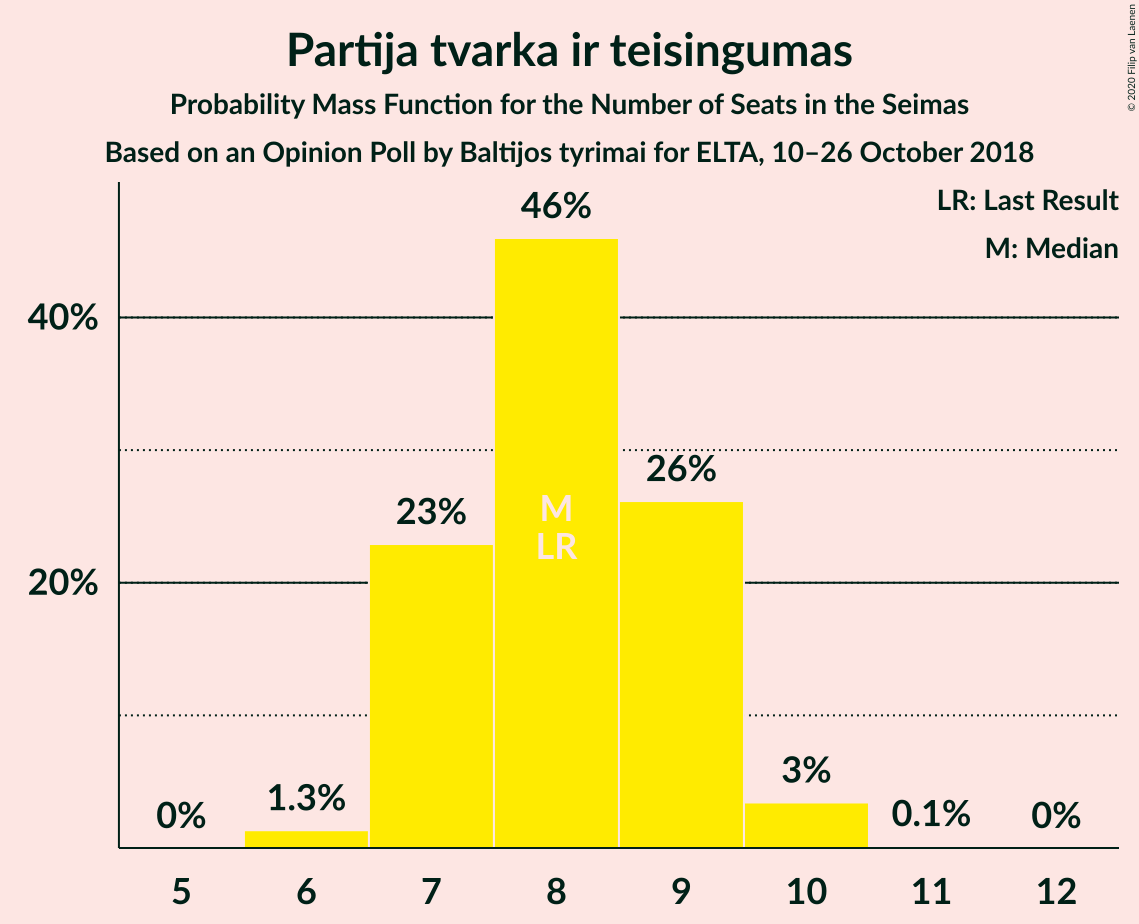 Partija tvarka ir teisingumas
Probability Mass Function for the Number of Seats in the Seimas
Based on an Opinion Poll by Baltijos tyrimai for ELTA, 10–26 October 2018
© 2020 Filip van Laenen
LR: Last Result
M: Median
40%
20%
0%
1.3%
23%
46%
M
LR
26%
3%
0.1%
0%
5 6 7 8 9 10 11 12